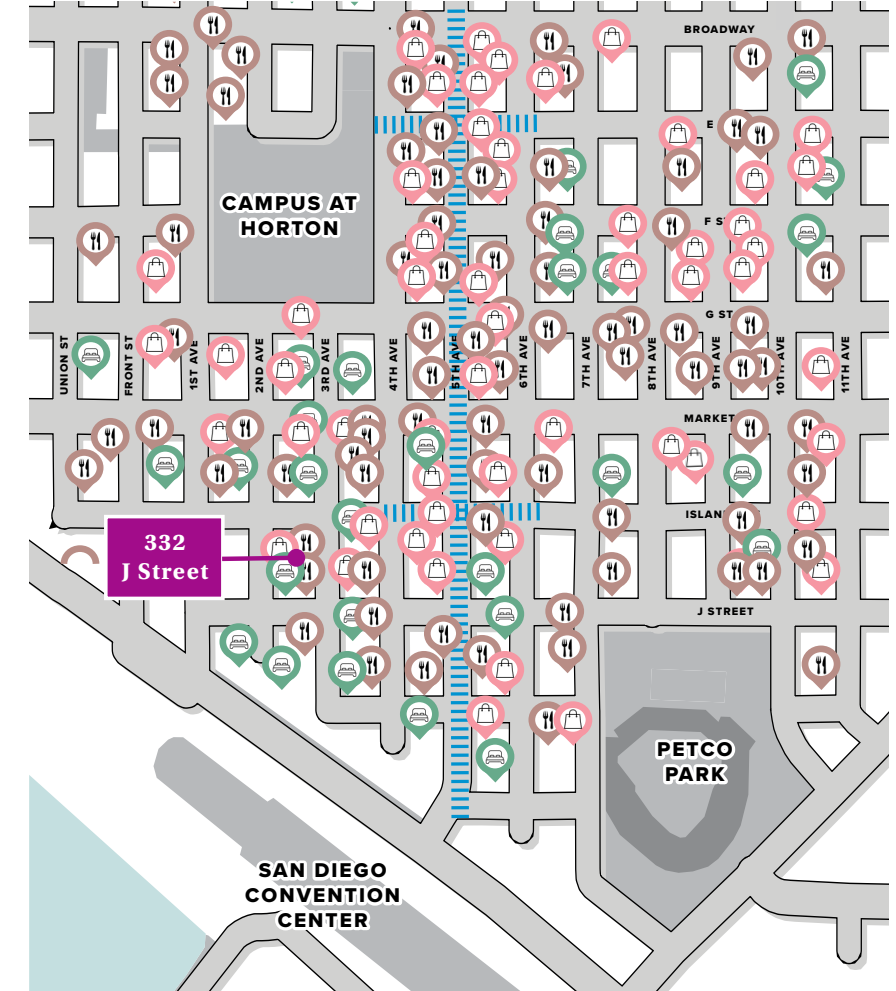 BROADWAY
E
CAMPUS AT
HORTON
F S
G ST
UNION ST
FRONT ST
1ST AVE
2ND AVE
3RD AVE
4TH AVE
5TH AVE
6TH AVE
7TH AVE
8TH AVE
9TH AVE
10TH AVE
11TH AVE
MARKET
ISLAN
332
J Street
J STREET
PETCO
PARK
SAN DIEGO
CONVENTION
CENTER